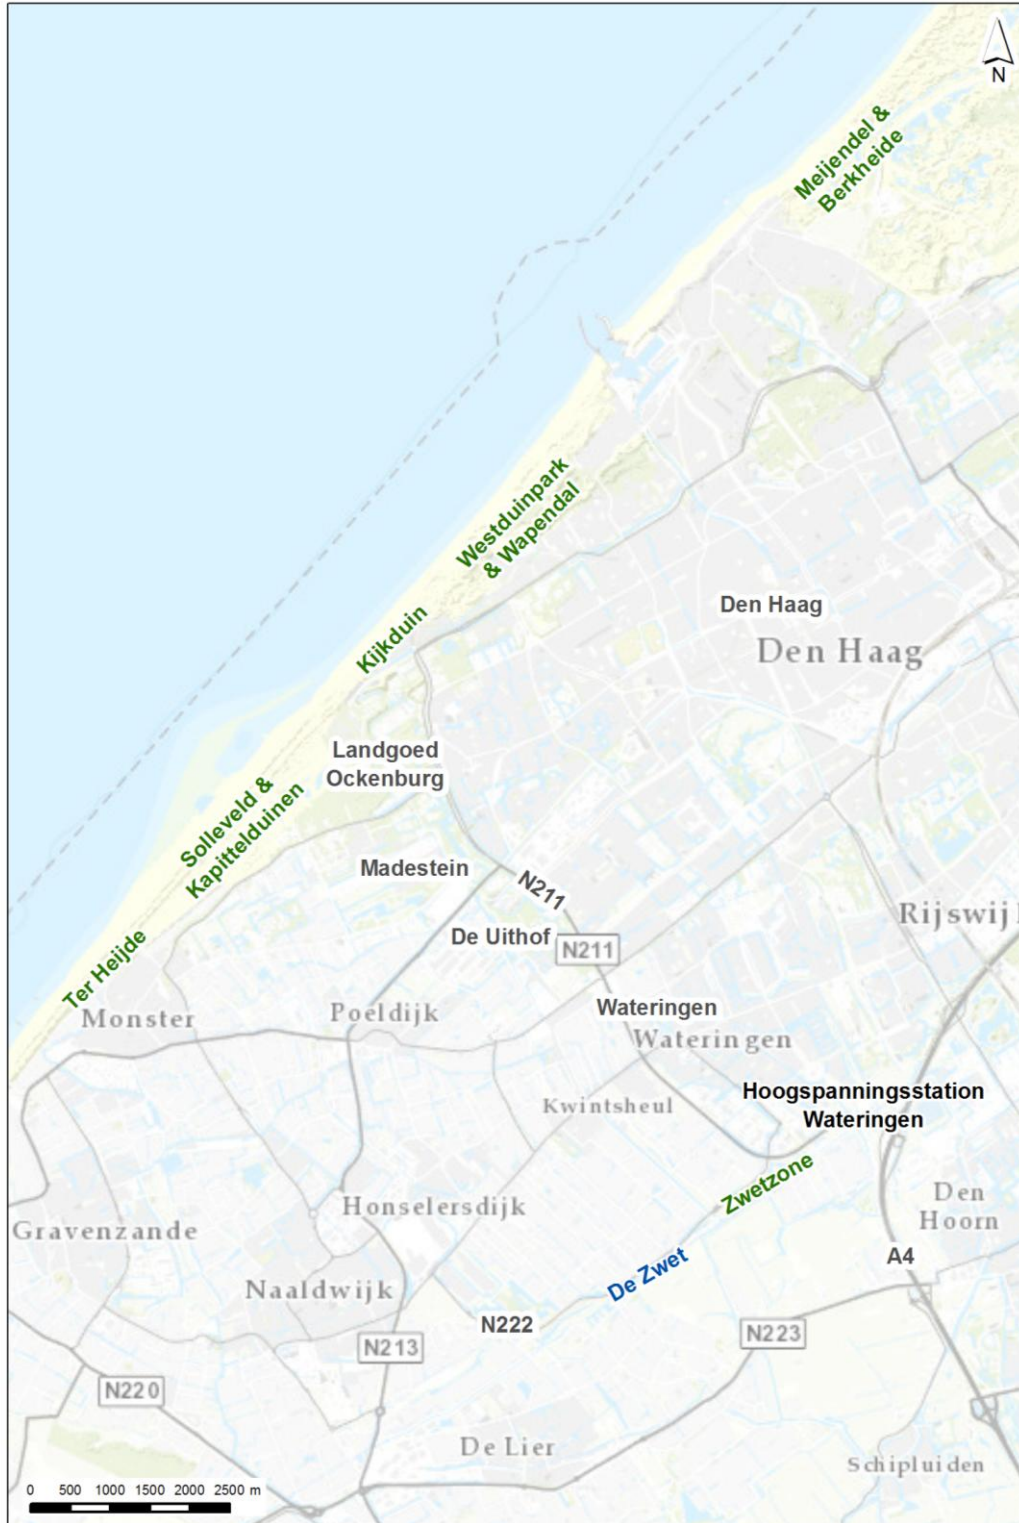 N
Meijendel &
Berkheide
Westduinpark
& Wapendal
Den Haag
Den Haag
Kijkduin
Landgoed
Ockenburg
Solleveld &
Kapittelduinen
Madestein
N211
Rijswij
De Uithof
N211
Ter Heijde
Monster
Poeldijk
Wateringen
Wateringen
Hoogspanningsstation
Wateringen
Kwintsheul
Zwetzone
Den
Hoorn
Honselersdijk
Gravenzande
A4
De Zwet
Naaldwijk
N222
N223
N213
N220
De Lier
Schipluiden
0 500 1000 1500 2000 2500 m